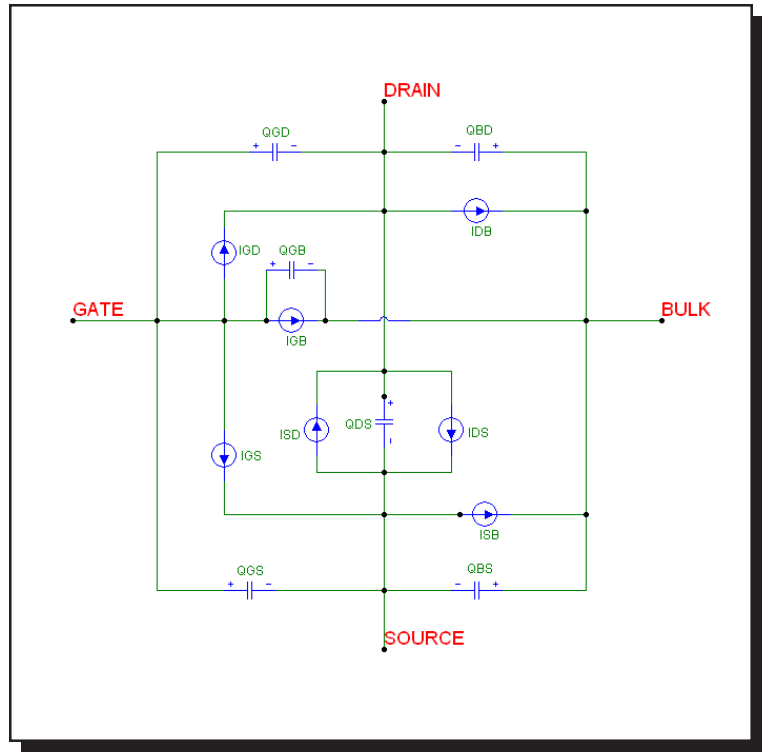 DRAIN
QGD
QBD
+ -
- +
IGD
IDB
QGB
+ -
GATE
BULK
IGB
+
ISD
QDS
IDS
-
IGS
ISB
QGS
QBS
+ -
- +
SOURCE